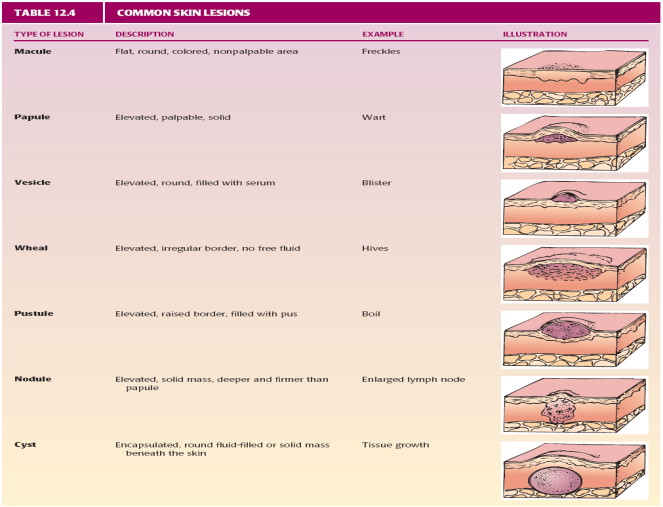 TABLE 12.4 COMMON SKIN LESIONS
TYPE OF LESION DESCRIPTION EXAMPLE ILLUSTRATION
Macule Flat, round, colored, nonpalpable area Freckles
Papule Elevated, palpable, solid Wart
Vesicle Elevated, round, filled with serum Blister
Wheal Elevated, irregular border, no free fluid Hives
Pustule Elevated, raised border, filled with pus Boil
Nodule Elevated, solid mass, deeper and firmer than Enlarged lymph node
papule
Cyst Encapsulated, round fluid-filled or solid mass Tissue growth
beneath the skin